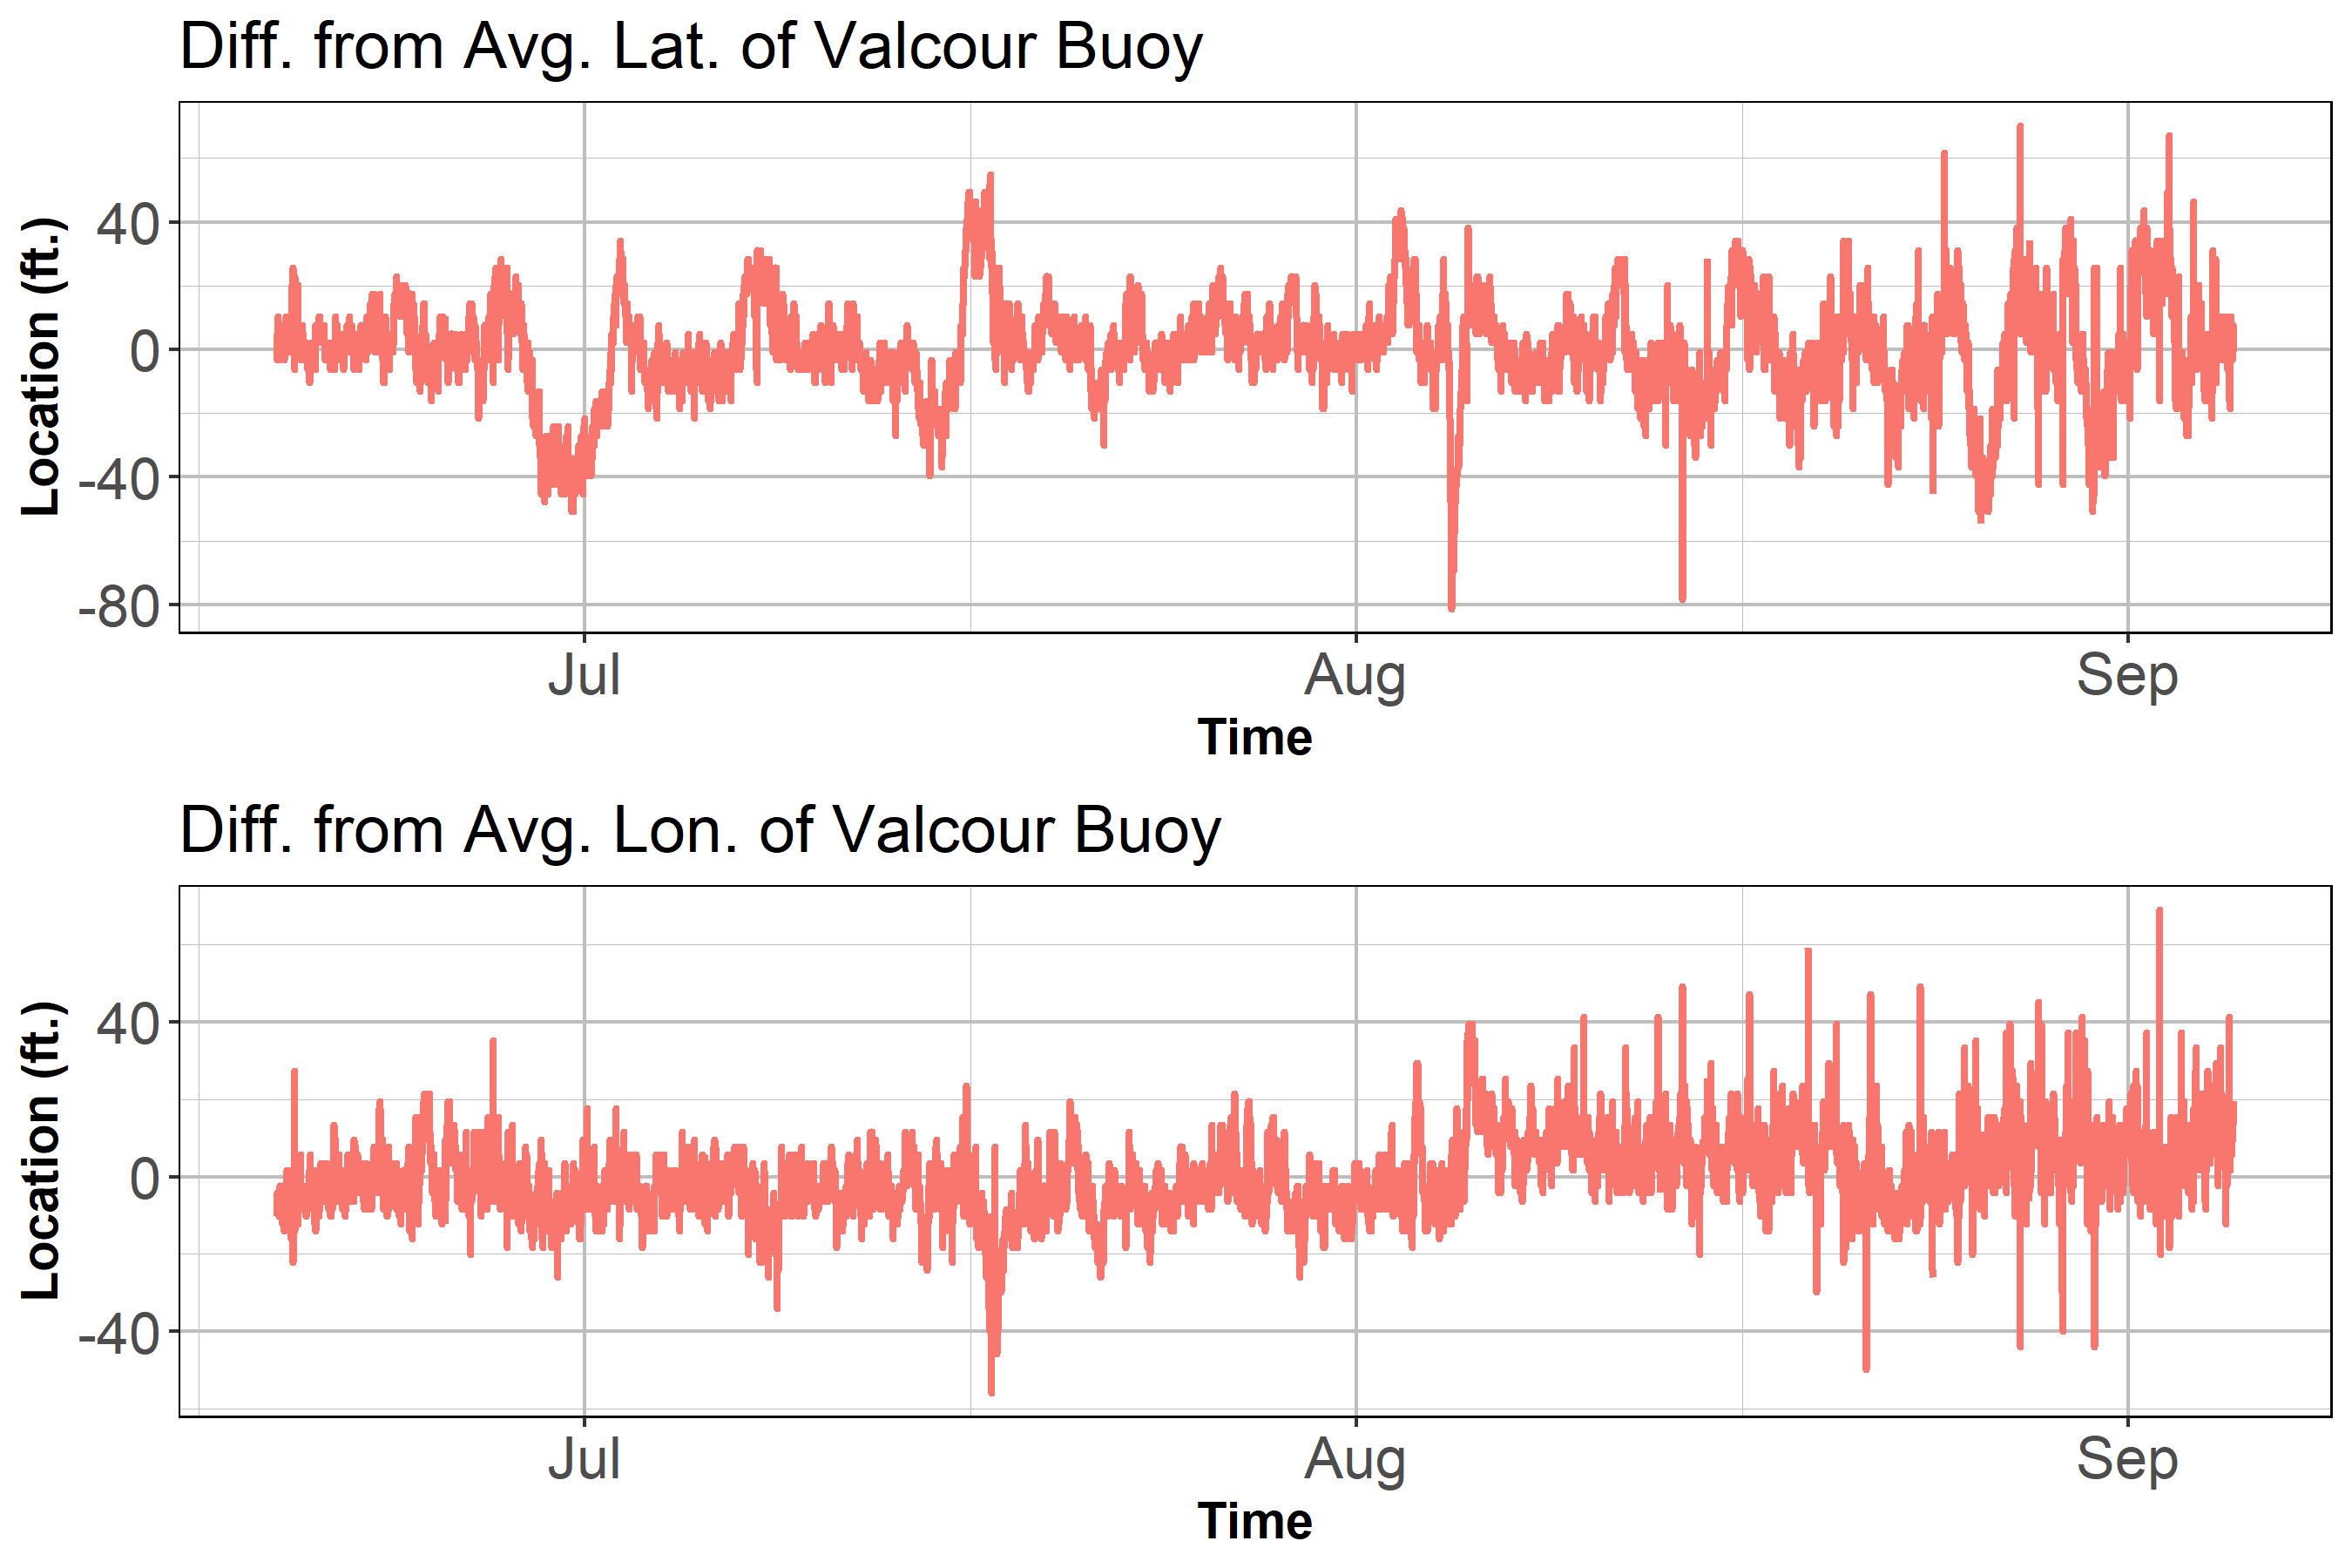 Diff. from Avg. Lat. of Valcour Buoy
Location (ft.)
40
0
-40
-80
Jul Aug Sep
Time
Diff. from Avg. Lon. of Valcour Buoy
Location (ft.)
40
0
-40
Jul Aug Sep
Time